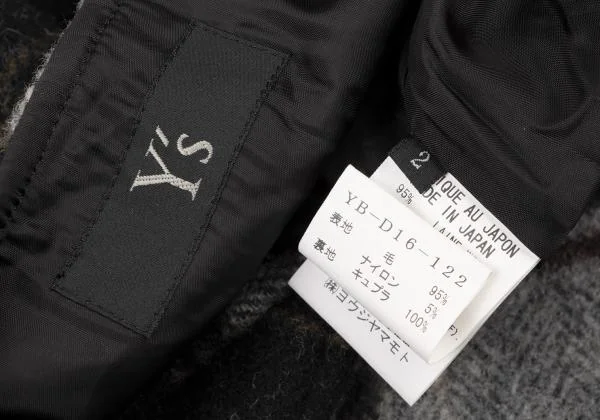 Y's
2
IQUE AU JAPON
DE IN JAPAN
95%
YB-D16-122
表地 毛 95%
ナイロン 5%
裏地 キュプラ 100%
F).
(株)ヨウジヤマモト